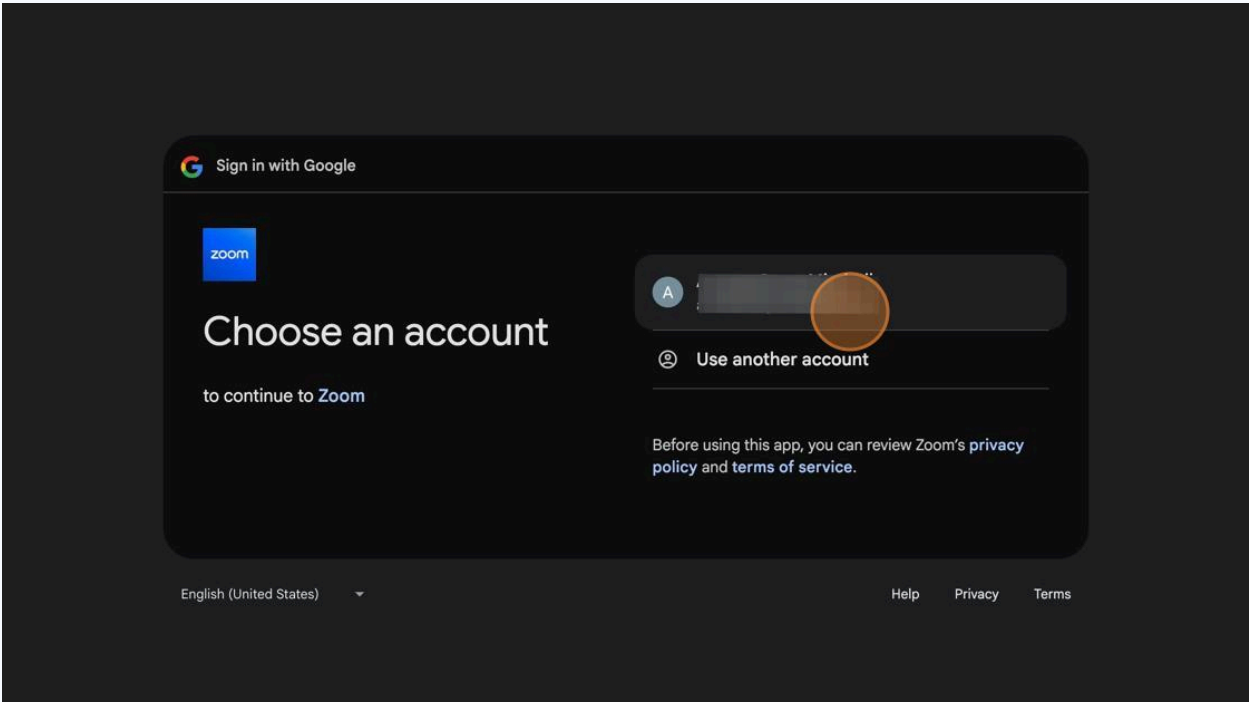 Sign in with Google
zoom
Choose an account
to continue to Zoom
A
Use another account
Before using this app, you can review Zoom's privacy
policy and terms of service.
English (United States)
Help Privacy Terms